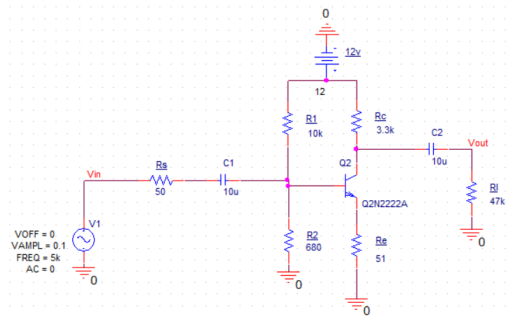 0
12v
12
R1
10k
Rc
3.3k
C2
10u
Vout
Rs
50
C1
10u
Vin
Q2
Q2N2222A
Rl
47k
V1
VOFF = 0
VAMPL = 0.1
FREQ = 5k
AC = 0
R2
680
Re
51
0
0
0
0